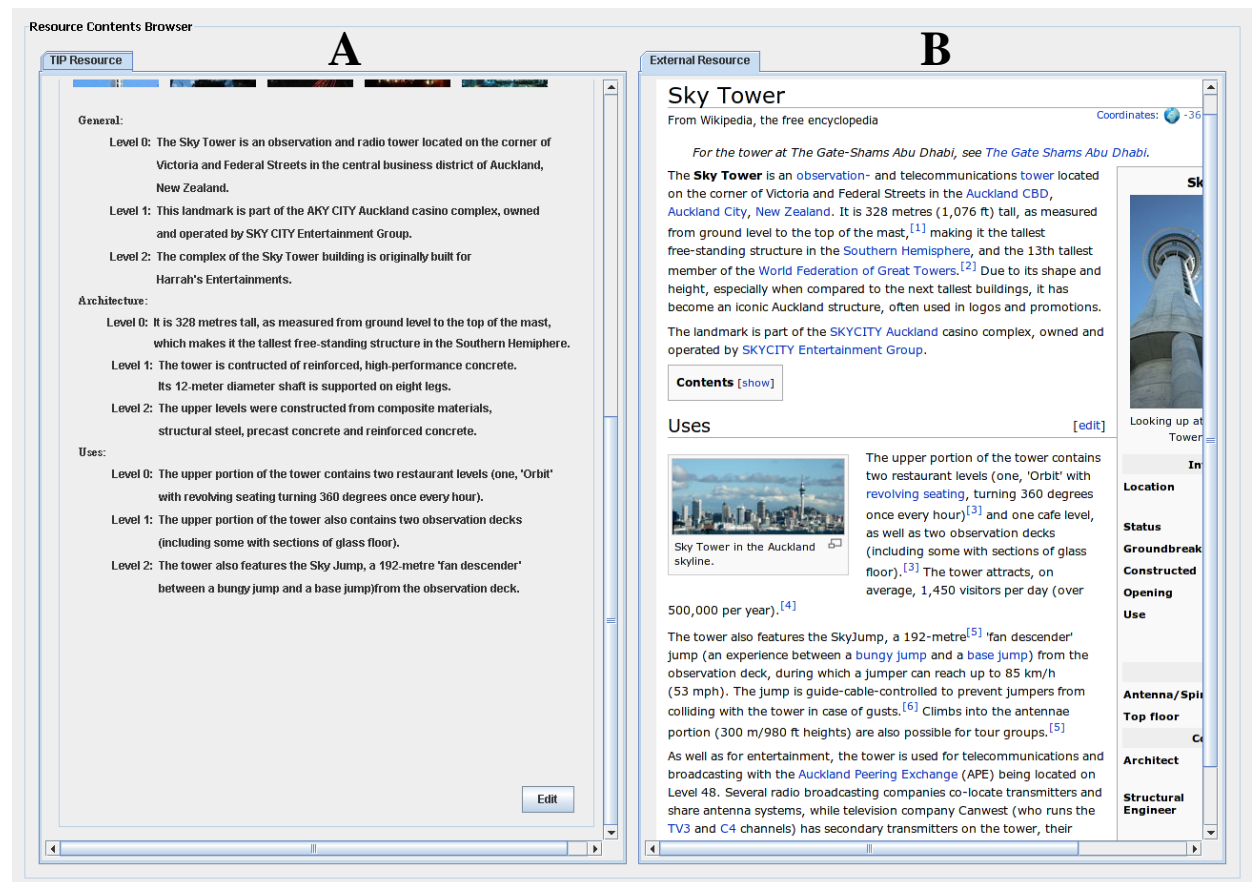 Resource Contents Browser
A
B
TIP Resource
External Resource
General:
Level 0: The Sky Tower is an observation and radio tower located on the corner of
Victoria and Federal Streets in the central business district of Auckland,
New Zealand.
Level 1: This landmark is part of the AKY CITY Auckland casino complex, owned
and operated by SKY CITY Entertainment Group.
Level 2: The complex of the Sky Tower building is originally built for
Harrah's Entertainments.
Architecture:
Level 0: It is 328 metres tall, as measured from ground level to the top of the mast,
which makes it the tallest free-standing structure in the Southern Hemiphere.
Level 1: The tower is contructed of reinforced, high-performance concrete.
Its 12-meter diameter shaft is supported on eight legs.
Level 2: The upper levels were constructed from composite materials,
structural steel, precast concrete and reinforced concrete.
Uses:
Level 0: The upper portion of the tower contains two restaurant levels (one, 'Orbit'
with revolving seating turning 360 degrees once every hour).
Level 1: The upper portion of the tower also contains two observation decks
(including some with sections of glass floor).
Level 2: The tower also features the Sky Jump, a 192-metre 'fan descender'
between a bungy jump and a base jump)from the observation deck.
Edit
Sky Tower
From Wikipedia, the free encyclopedia
Coordinates: -36
For the tower at The Gate-Shams Abu Dhabi, see The Gate Shams Abu Dhabi.
The Sky Tower is an observation- and telecommunications tower located
on the corner of Victoria and Federal Streets in the Auckland CBD,
Auckland City, New Zealand. It is 328 metres (1,076 ft) tall, as measured
from ground level to the top of the mast,[1] making it the tallest
free-standing structure in the Southern Hemisphere, and the 13th tallest
member of the World Federation of Great Towers.[2] Due to its shape and
height, especially when compared to the next tallest buildings, it has
become an iconic Auckland structure, often used in logos and promotions.
The landmark is part of the SKYCITY Auckland casino complex, owned and
operated by SKYCITY Entertainment Group.
Contents [show]
Uses [edit]
Sky Tower in the Auckland
skyline.
The upper portion of the tower contains
two restaurant levels (one, 'Orbit' with
revolving seating, turning 360 degrees
once every hour)[3] and one cafe level,
as well as two observation decks
(including some with sections of glass
floor).[3] The tower attracts, on
average, 1,450 visitors per day (over
500,000 per year).[4]
The tower also features the SkyJump, a 192-metre[5] 'fan descender'
jump (an experience between a bungy jump and a base jump) from the
observation deck, during which a jumper can reach up to 85 km/h
(53 mph). The jump is guide-cable-controlled to prevent jumpers from
colliding with the tower in case of gusts.[6] Climbs into the antennae
portion (300 m/980 ft heights) are also possible for tour groups.[5]
As well as for entertainment, the tower is used for telecommunications and
broadcasting with the Auckland Peering Exchange (APE) being located on
Level 48. Several radio broadcasting companies co-locate transmitters and
share antenna systems, while television company Canwest (who runs the
TV3 and C4 channels) has secondary transmitters on the tower, their
Sk
Looking up at
Tower
In
Location
Status
Groundbreak
Constructed
Opening
Use
Antenna/Spir
Top floor
Co
Architect
Structural
Engineer